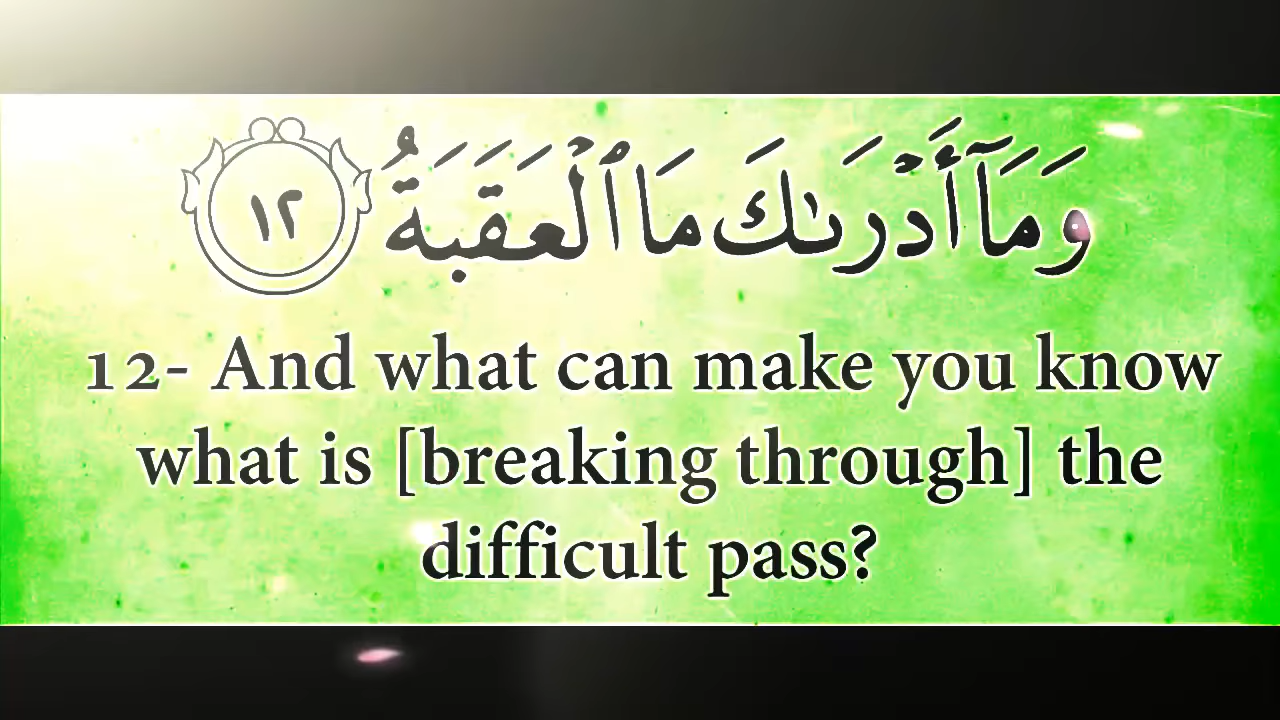 وَمَآ أَدْرَىٰكَ مَا ٱلْعَقَبَةُ ١٢
12- And what can make you know
what is [breaking through] the
difficult pass?